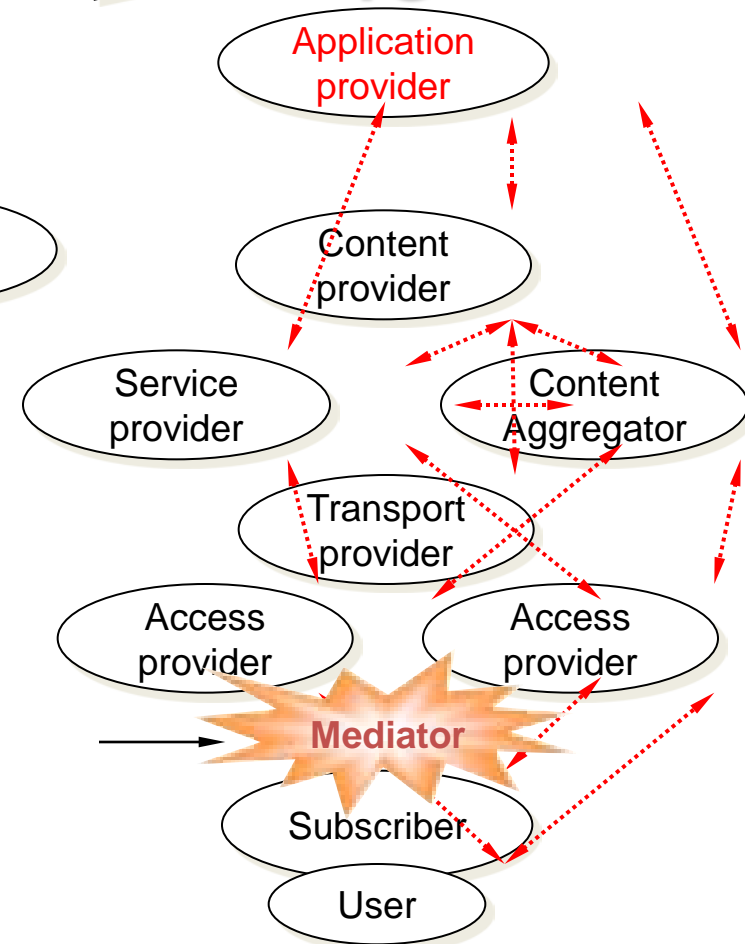 Application
provider
Content
provider
Service
provider
Content
Aggregator
Transport
provider
Access
provider
Access
provider
Mediator
Subscriber
User